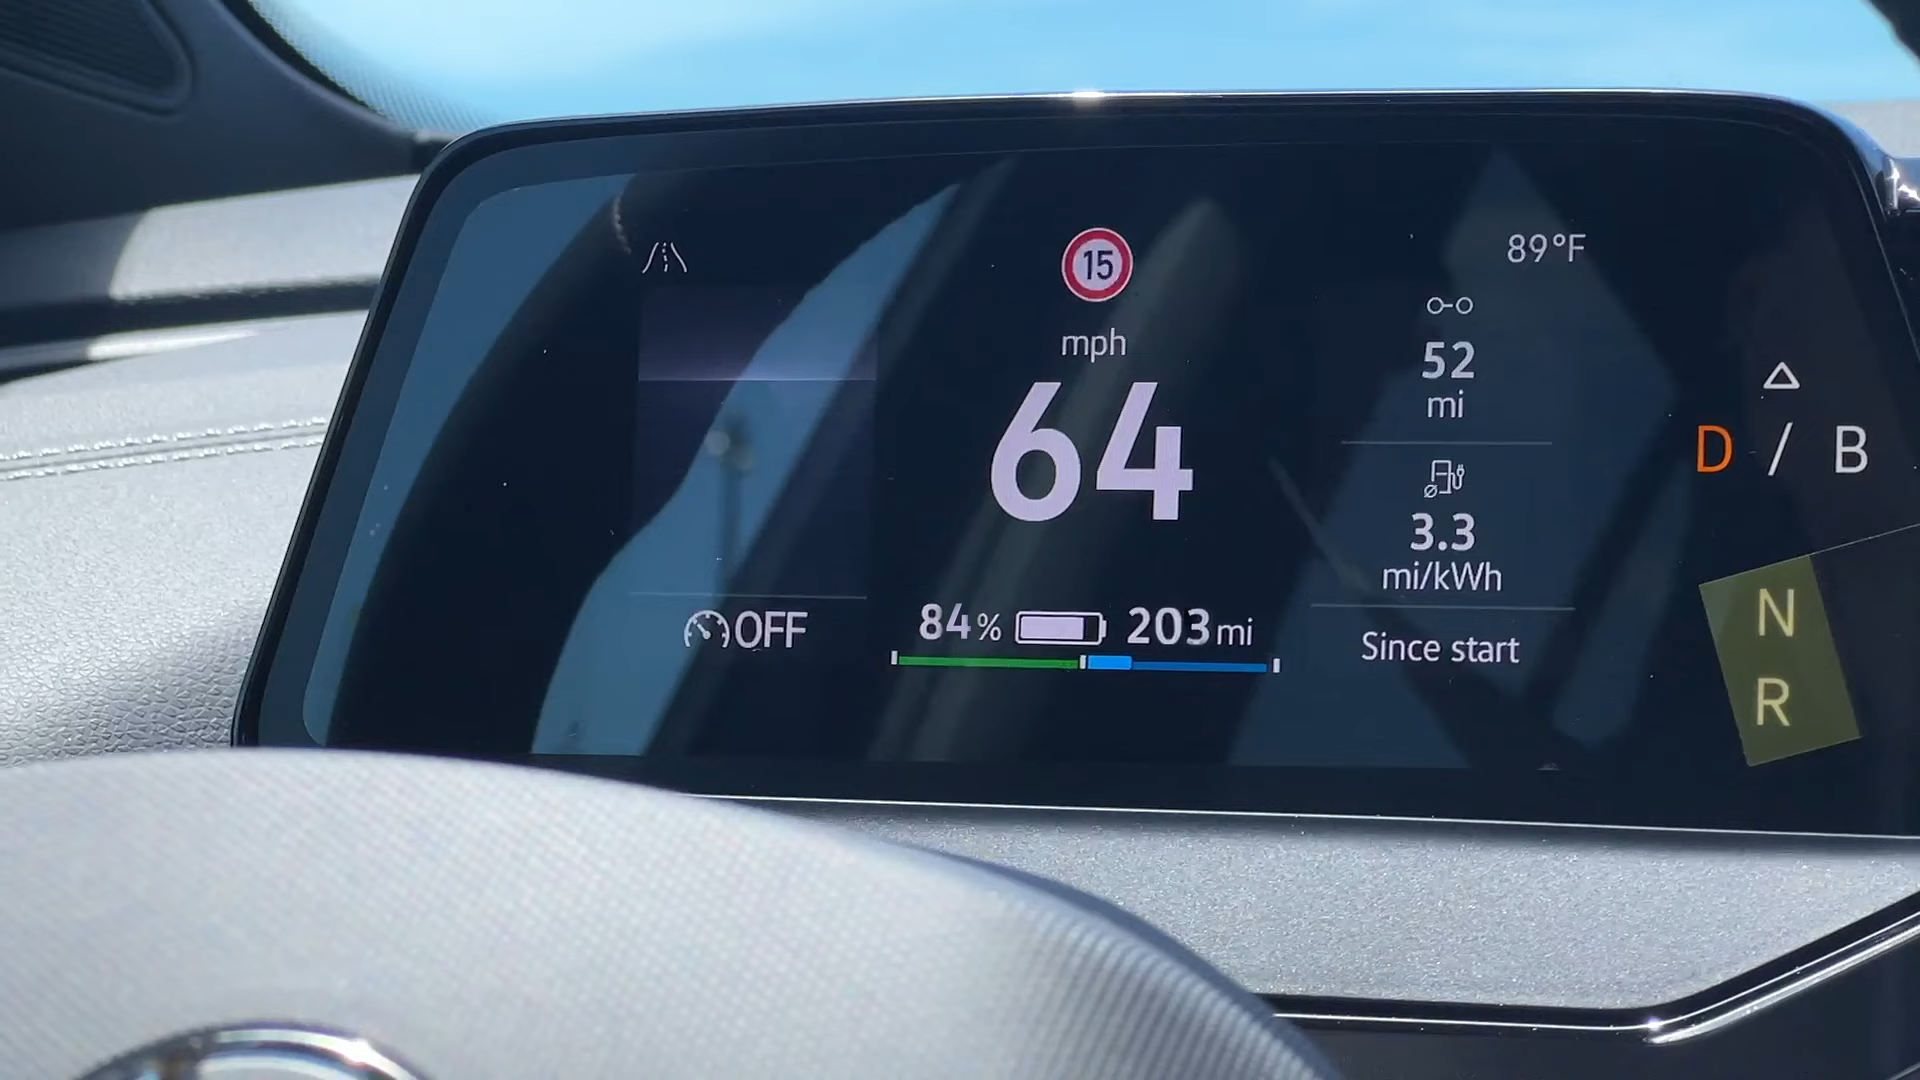 15
89°F
mph
52
mi
64
D / B
3.3
mi/kWh
N
OFF
84% 203 mi
Since start
R